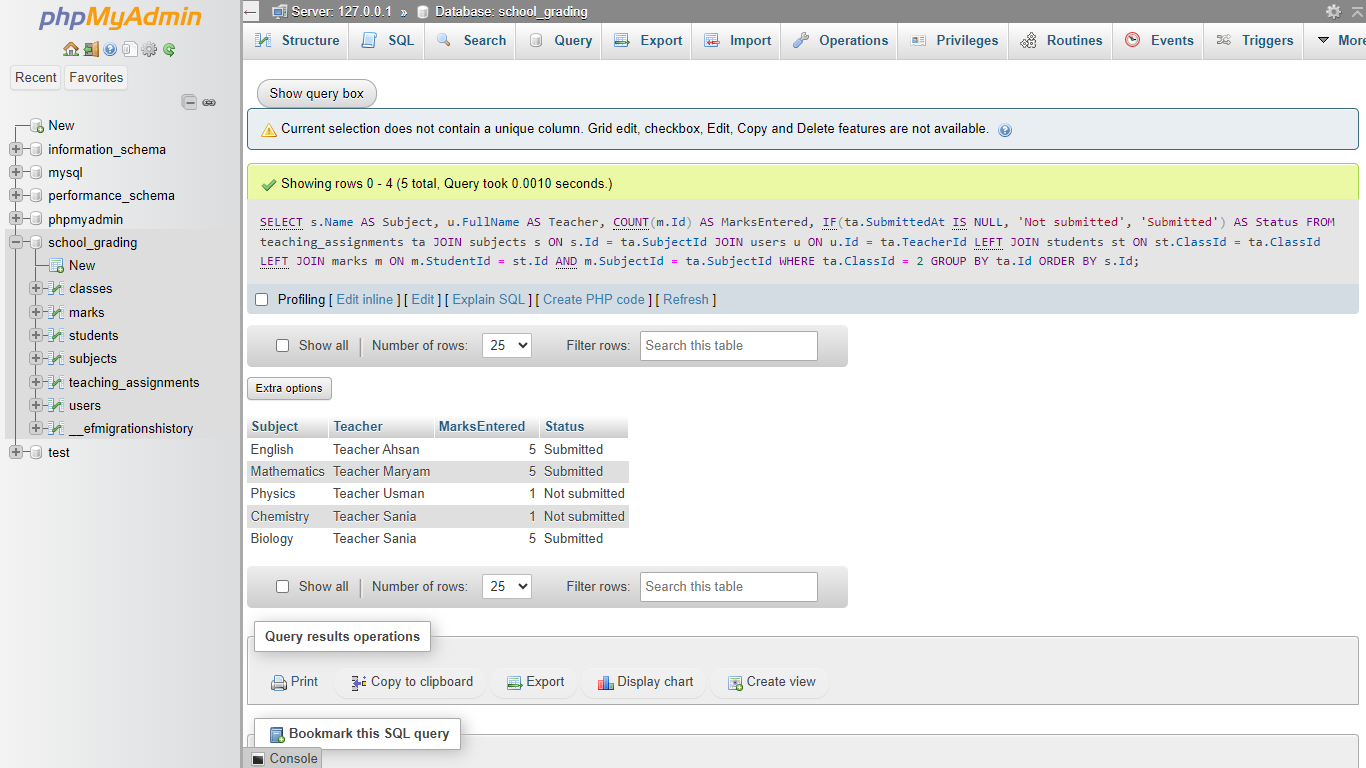 phpMyAdmin
Recent Favorites
New
information_schema
mysql
performance_schema
phpmyadmin
school_grading
New
classes
marks
students
subjects
teaching_assignments
users
__efmigrationshistory
test
Server: 127.0.0.1 » Database: school_grading
Structure SQL Search Query Export Import Operations Privileges Routines Events Triggers More
Show query box
Current selection does not contain a unique column. Grid edit, checkbox, Edit, Copy and Delete features are not available.
Showing rows 0 - 4 (5 total, Query took 0.0010 seconds.)
SELECT s.Name AS Subject, u.FullName AS Teacher, COUNT(m.Id) AS MarksEntered, IF(ta.SubmittedAt IS NULL, 'Not submitted', 'Submitted') AS Status FROM
teaching_assignments ta JOIN subjects s ON s.Id = ta.SubjectId JOIN users u ON u.Id = ta.TeacherId LEFT JOIN students st ON st.ClassId = ta.ClassId
LEFT JOIN marks m ON m.StudentId = st.Id AND m.SubjectId = ta.SubjectId WHERE ta.ClassId = 2 GROUP BY ta.Id ORDER BY s.Id;
Profiling [ Edit inline ] [ Edit ] [ Explain SQL ] [ Create PHP code ] [ Refresh ]
Show all Number of rows: 25 Filter rows: Search this table
Extra options
Subject Teacher MarksEntered Status
English Teacher Ahsan 5 Submitted
Mathematics Teacher Maryam 5 Submitted
Physics Teacher Usman 1 Not submitted
Chemistry Teacher Sania 1 Not submitted
Biology Teacher Sania 5 Submitted
Show all Number of rows: 25 Filter rows: Search this table
Query results operations
Print Copy to clipboard Export Display chart Create view
Bookmark this SQL query
Console